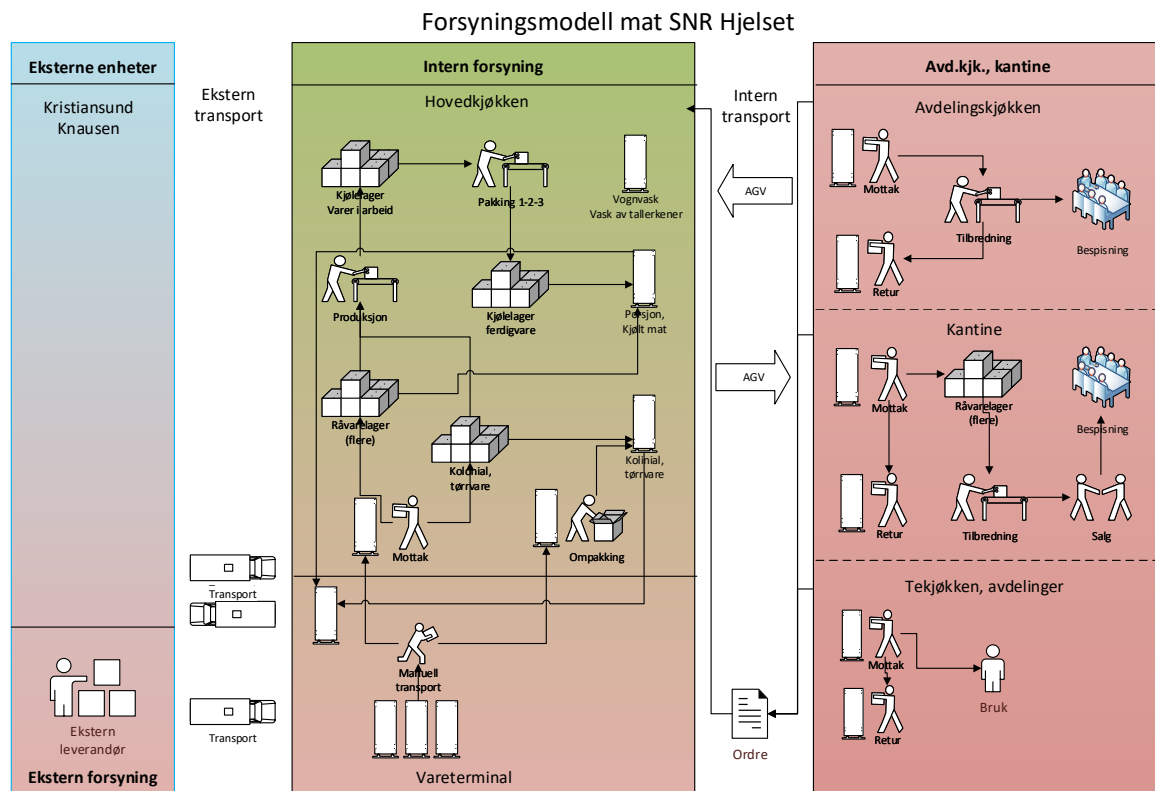 Forsyningsmodell mat SNR Hjelset
Eksterne enheter
Kristiansund
Knausen
Ekstern
leverandør
Ekstern forsyning
Ekstern
transport
Transport
Transport
Intern forsyning
Hovedkjøkken
Kjølelager
Varer i arbeid
Pakking 1-2-3
Vognvask
Vask av tallerkener
Produksjon
Kjølelager
ferdigvare
Porsjon,
Kjølt mat
Råvarelager
(flere)
Kolonial,
tørrvare
Kolinial,
tørrvare
Mottak
Ompakking
Manuell
transport
Vareterminal
Intern
transport
AGV
AGV
Ordre
Avd.kjk., kantine
Avdelingskjøkken
Mottak
Tilbredning
Bespisning
Retur
Kantine
Mottak
Råvarelager
(flere)
Bespisning
Retur
Tilbredning
Salg
Tekjøkken, avdelinger
Mottak
Bruk
Retur